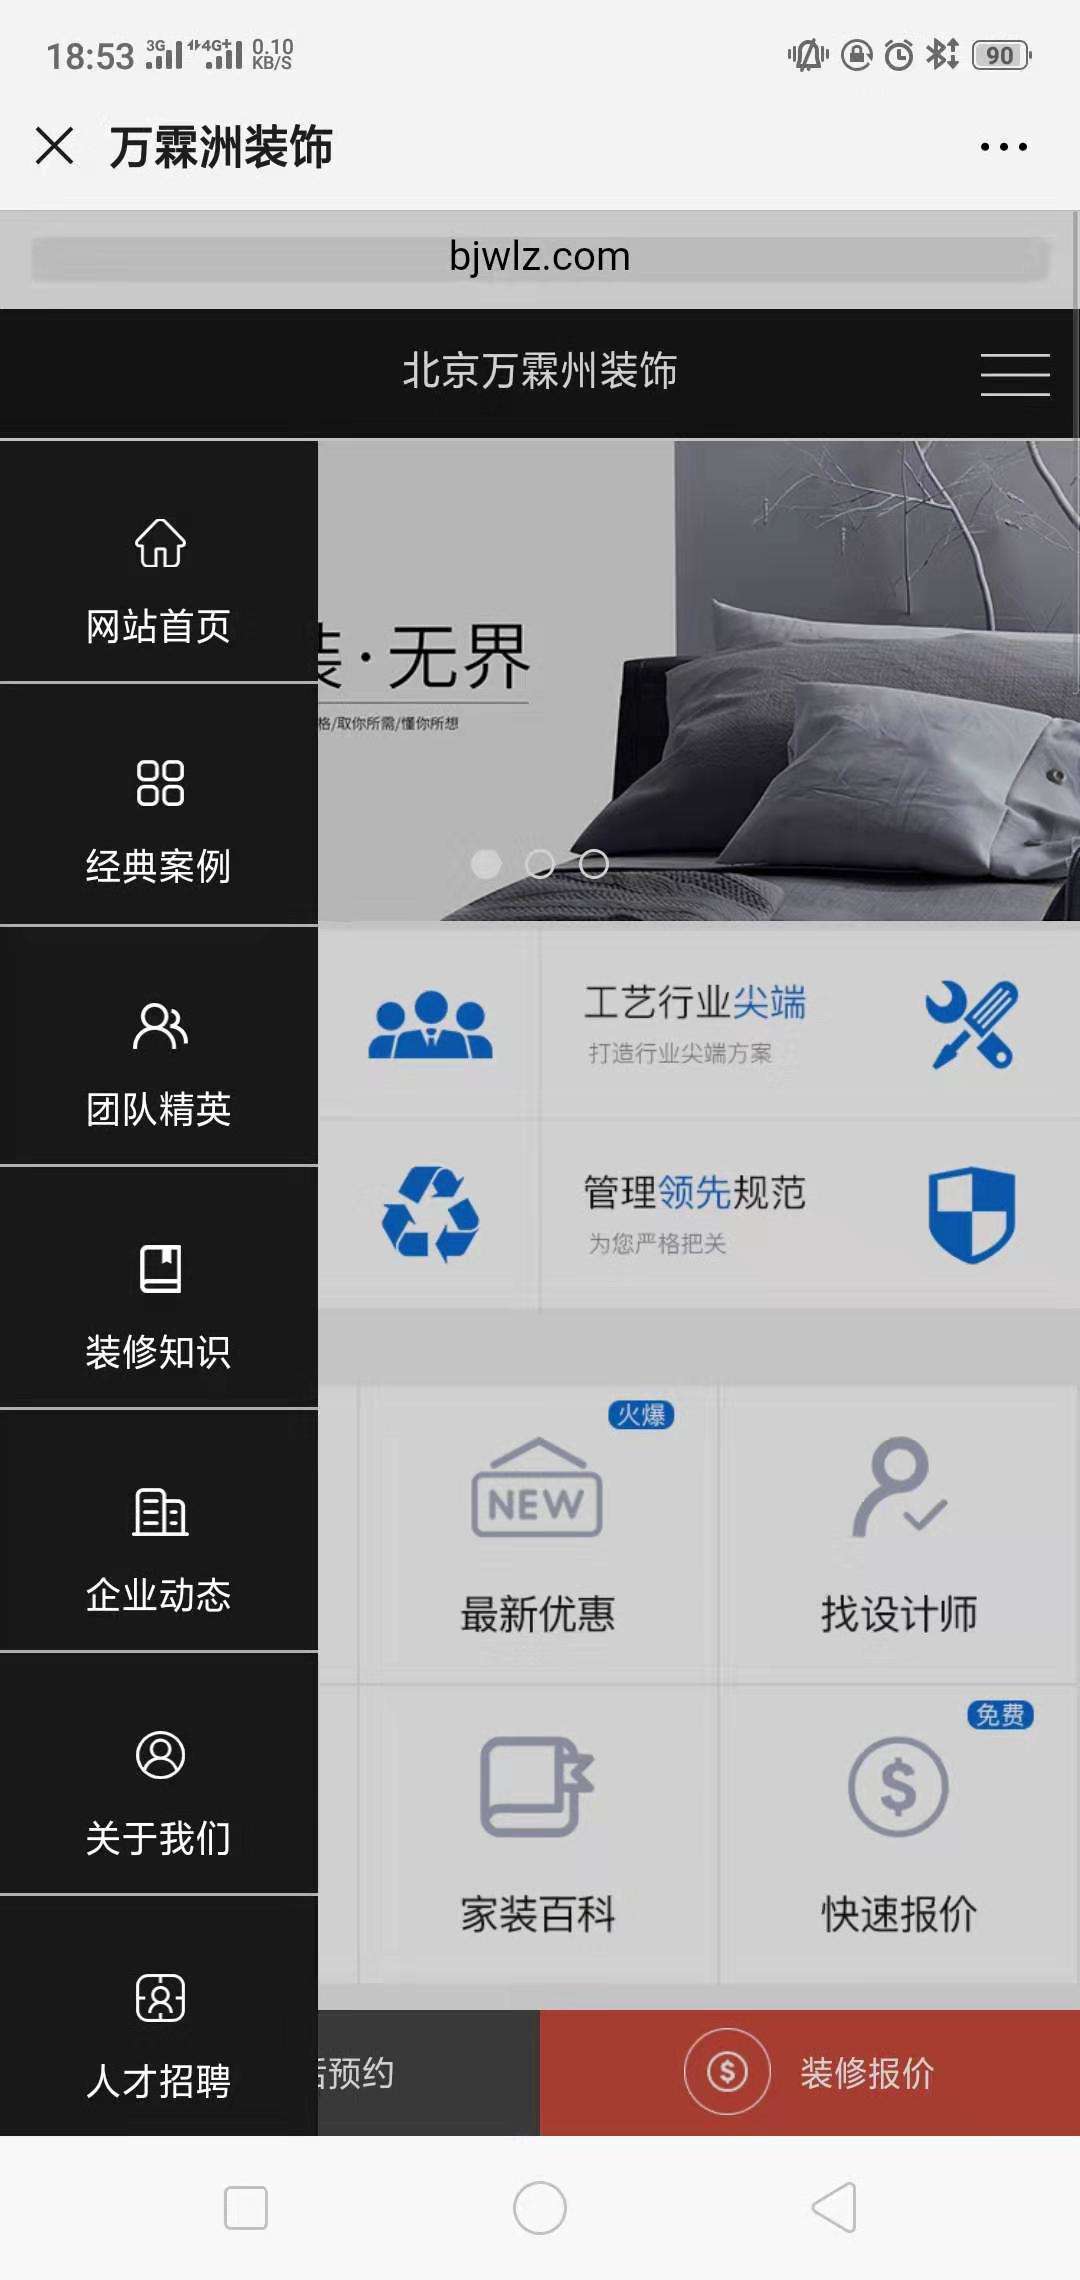 18:53 3G 4G+ 0.10 KB/S 90
万霖洲装饰
bjwlz.com
北京万霖州装饰
网站首页
装·无界
格/取你所需/懂你所想
经典案例
工艺行业尖端
打造行业尖端方案
团队精英
管理领先规范
为您严格把关
装修知识
火爆
NEW
最新优惠
找设计师
企业动态
免费
$
关于我们
家装百科
快速报价
人才招聘
预约
$ 装修报价